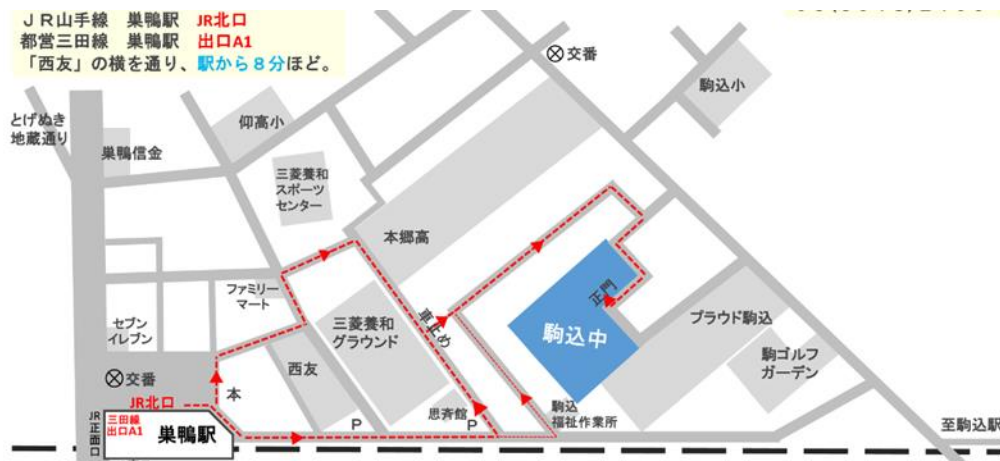 JR山手線 巣鴨駅 JR北口
都営三田線 巣鴨駅 出口A1
「西友」の横を通り、駅から8分ほど。
交番
駒込小
とげぬき
地蔵通り
仰高小
巣鴨信金
三菱養和
スポーツ
センター
本郷高
ファミリー
マート
正門
セブン
イレブン
三菱養和
グラウンド
車止め
駒込中
プラウド駒込
西友
駒ゴルフ
ガーデン
交番
本
JR北口
思斉館
駒込
福祉作業所
P
P
JR正面口
三田線
出口A1
巣鴨駅
至駒込駅